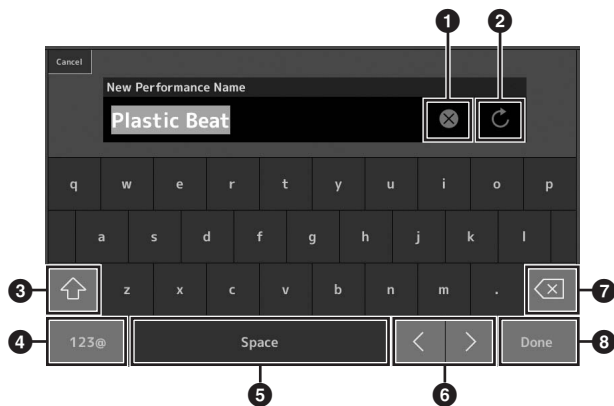 1 2
Cancel
New Performance Name
Plastic Beat
q w e r t y u i o p
a s d f g h j k l
3 z x c v b n m . 7
4 123@ Space < > Done 8
5 6